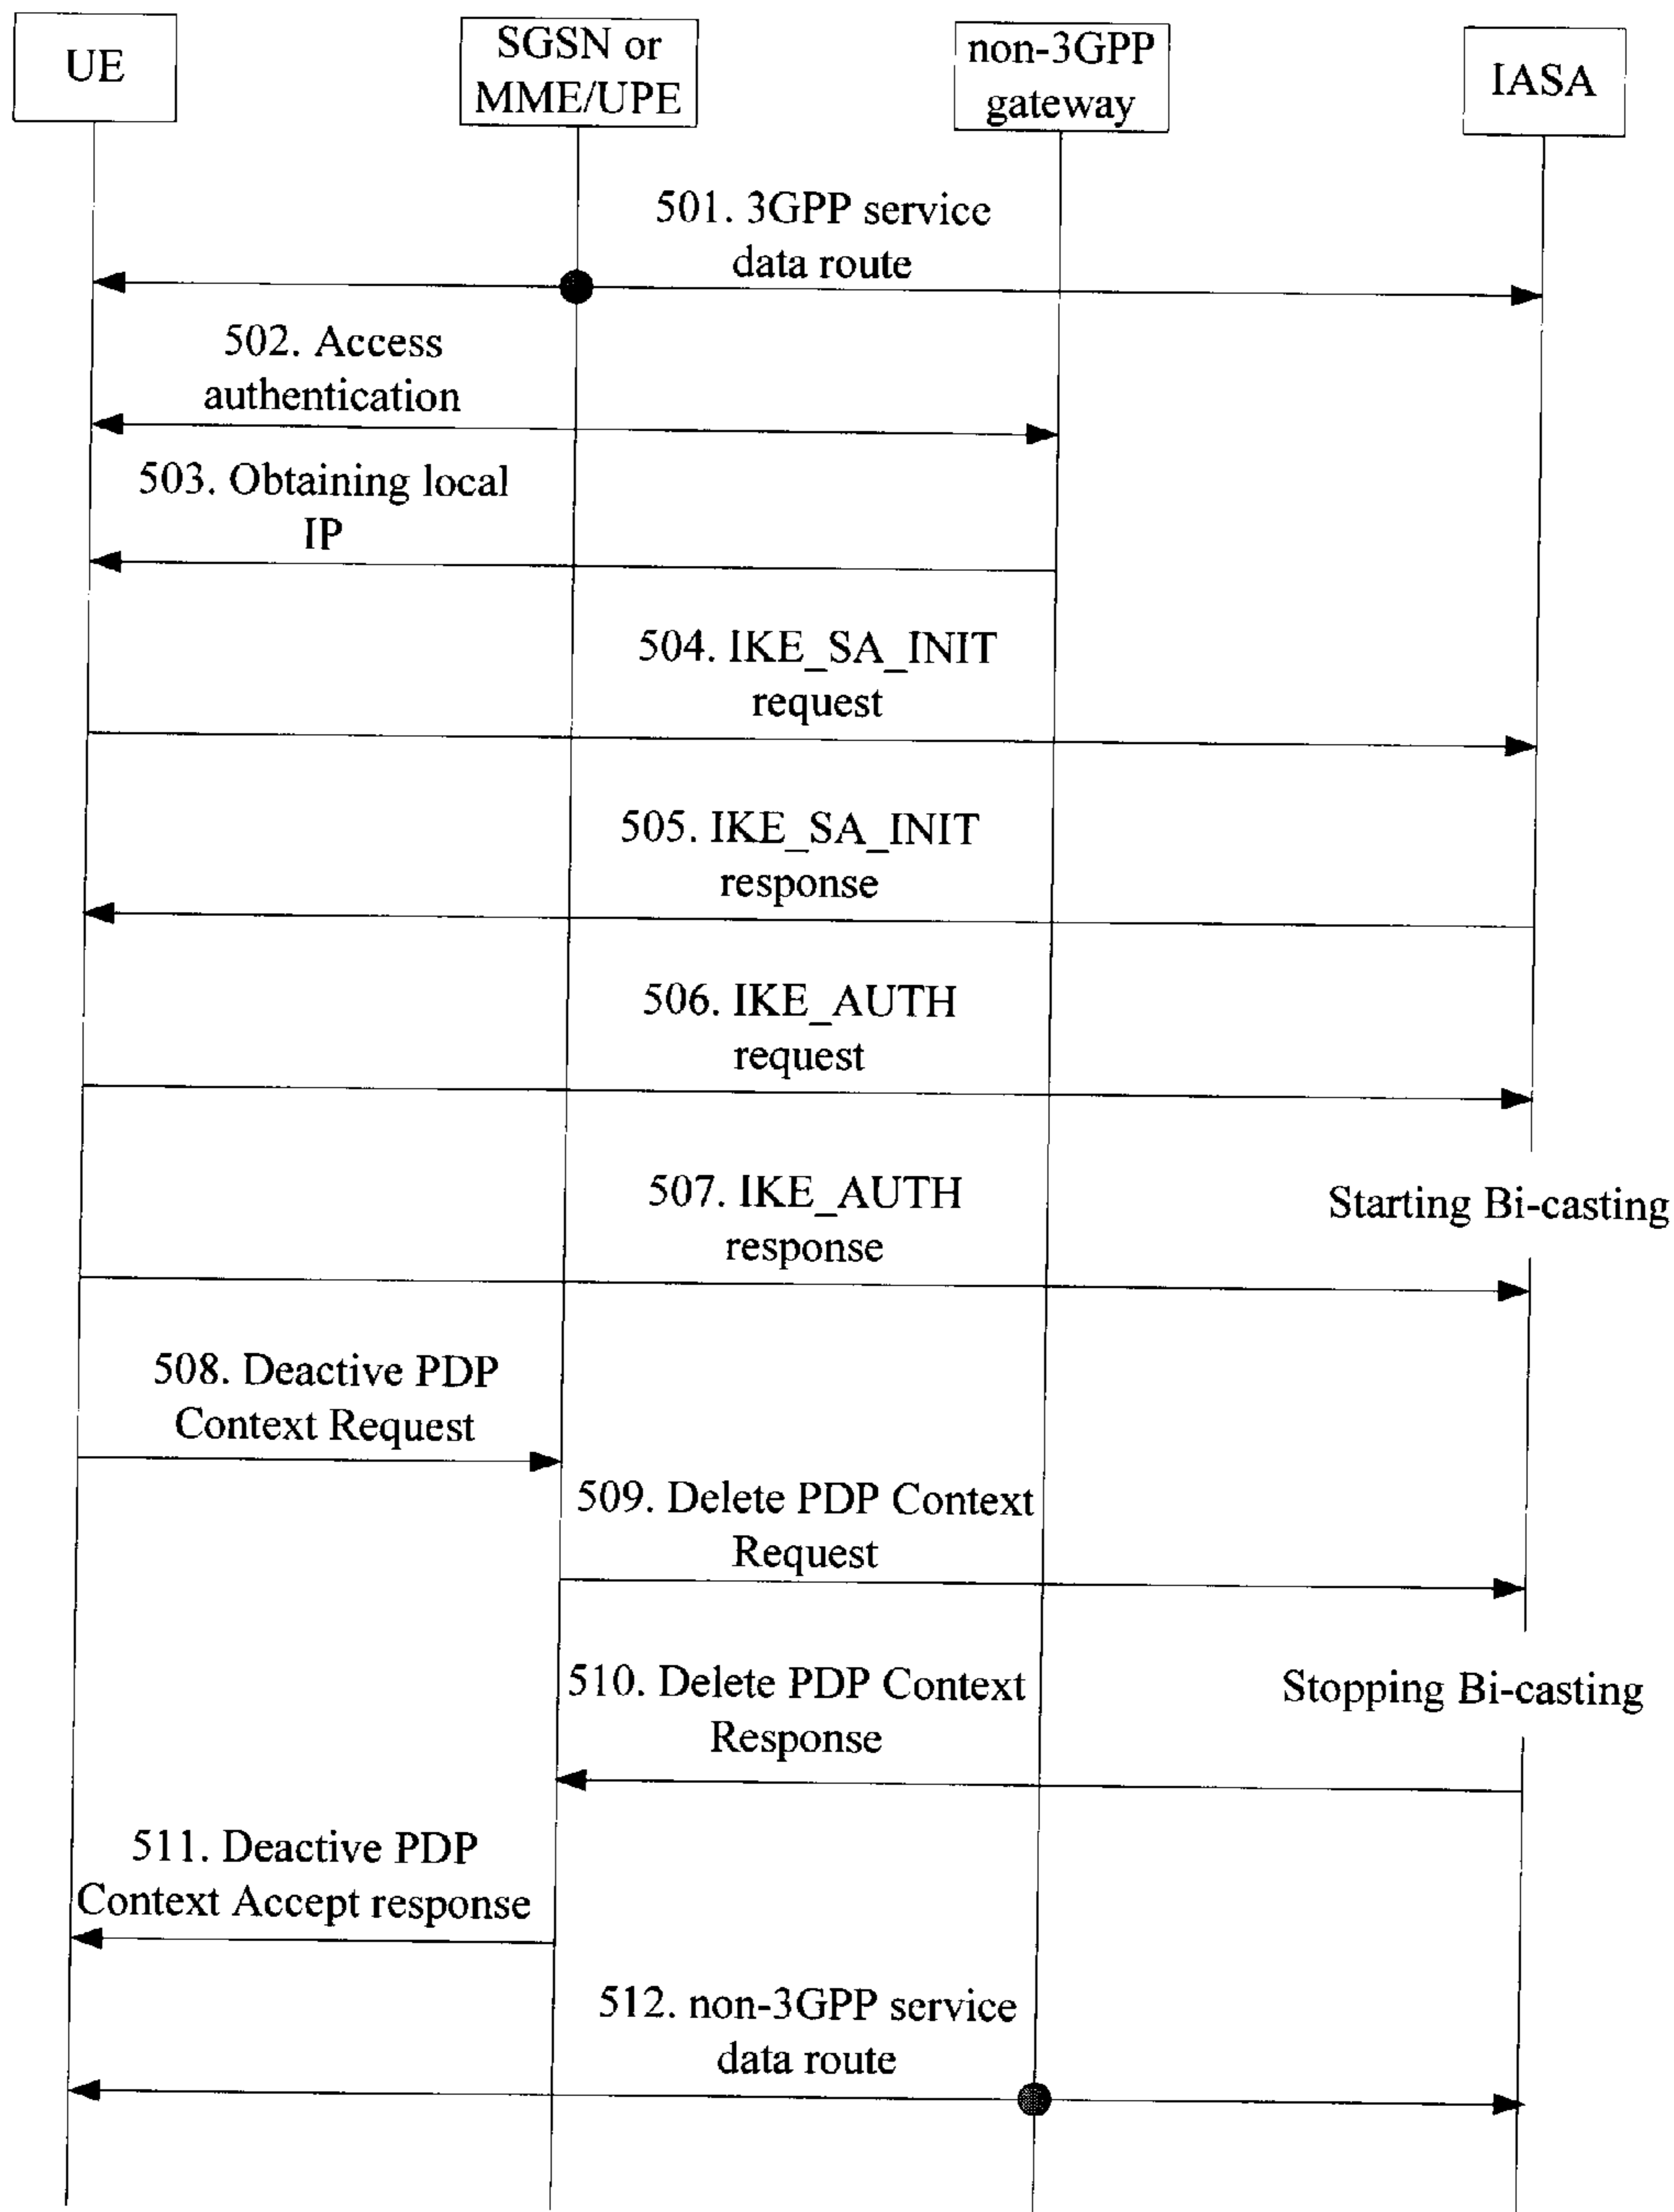 UE
SGSN or
MME/UPE
non-3GPP
gateway
IASA
501. 3GPP service
data route
502. Access
authentication
503. Obtaining local
IP
504. IKE_SA_INIT
request
505. IKE_SA_INIT
response
506. IKE_AUTH
request
507. IKE_AUTH
response
Starting Bi-casting
508. Deactive PDP
Context Request
509. Delete PDP Context
Request
510. Delete PDP Context
Response
Stopping Bi-casting
511. Deactive PDP
Context Accept response
512. non-3GPP service
data route